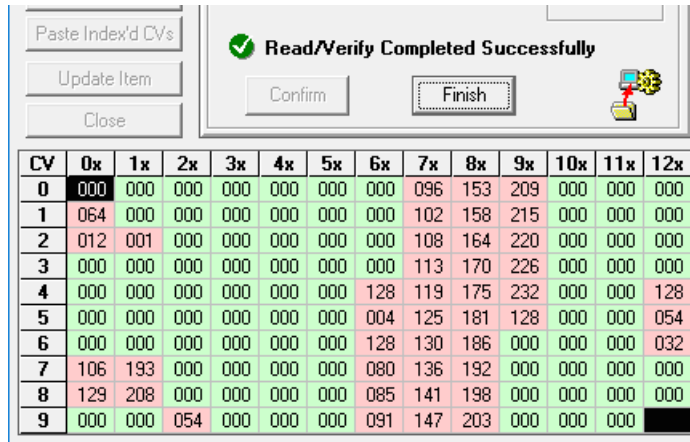 Paste Index'd CVs
Read/Verify Completed Successfully
Update Item
Confirm Finish
Close
CV 0x 1x 2x 3x 4x 5x 6x 7x 8x 9x 10x 11x 12x
0 000 000 000 000 000 000 000 096 153 209 000 000 000
1 064 000 000 000 000 000 000 102 158 215 000 000 000
2 012 001 000 000 000 000 000 108 164 220 000 000 000
3 000 000 000 000 000 000 000 113 170 226 000 000 000
4 000 000 000 000 000 000 128 119 175 232 000 000 128
5 000 000 000 000 000 000 004 125 181 128 000 000 054
6 000 000 000 000 000 000 128 130 186 000 000 000 032
7 106 193 000 000 000 000 080 136 192 000 000 000 000
8 129 208 000 000 000 000 085 141 198 000 000 000 000
9 000 000 054 000 000 000 091 147 203 000 000 000